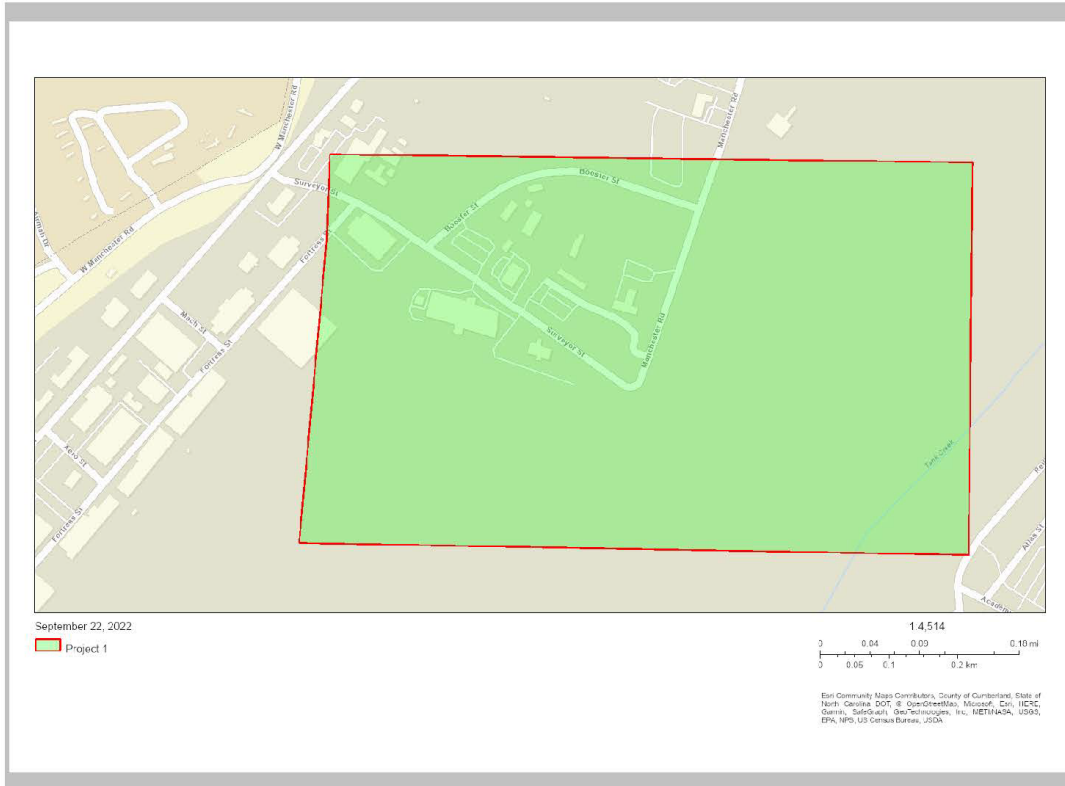 W Manchester Rd
Manchester Rd
Surveyor St
Booster St
Airman Dr
W Manchester Rd
Booster St
Mach St
Fortress St
Surveyor St
Manchester Rd
Xero St
Tank Creek
Fortress St
Atlas St
September 22, 2022
Project 1
1:4,514
0 0.04 0.09 0.18 mi
0 0.05 0.1 0.2 km
Esri Community Maps Contributors, County of Cumberland, State of
North Carolina DOT, © OpenStreetMap, Microsoft, Esri, HERE,
Garmin, SafeGraph, GeoTechnologies, Inc, METI/NASA, USGS,
EPA, NPS, US Census Bureau, USDA